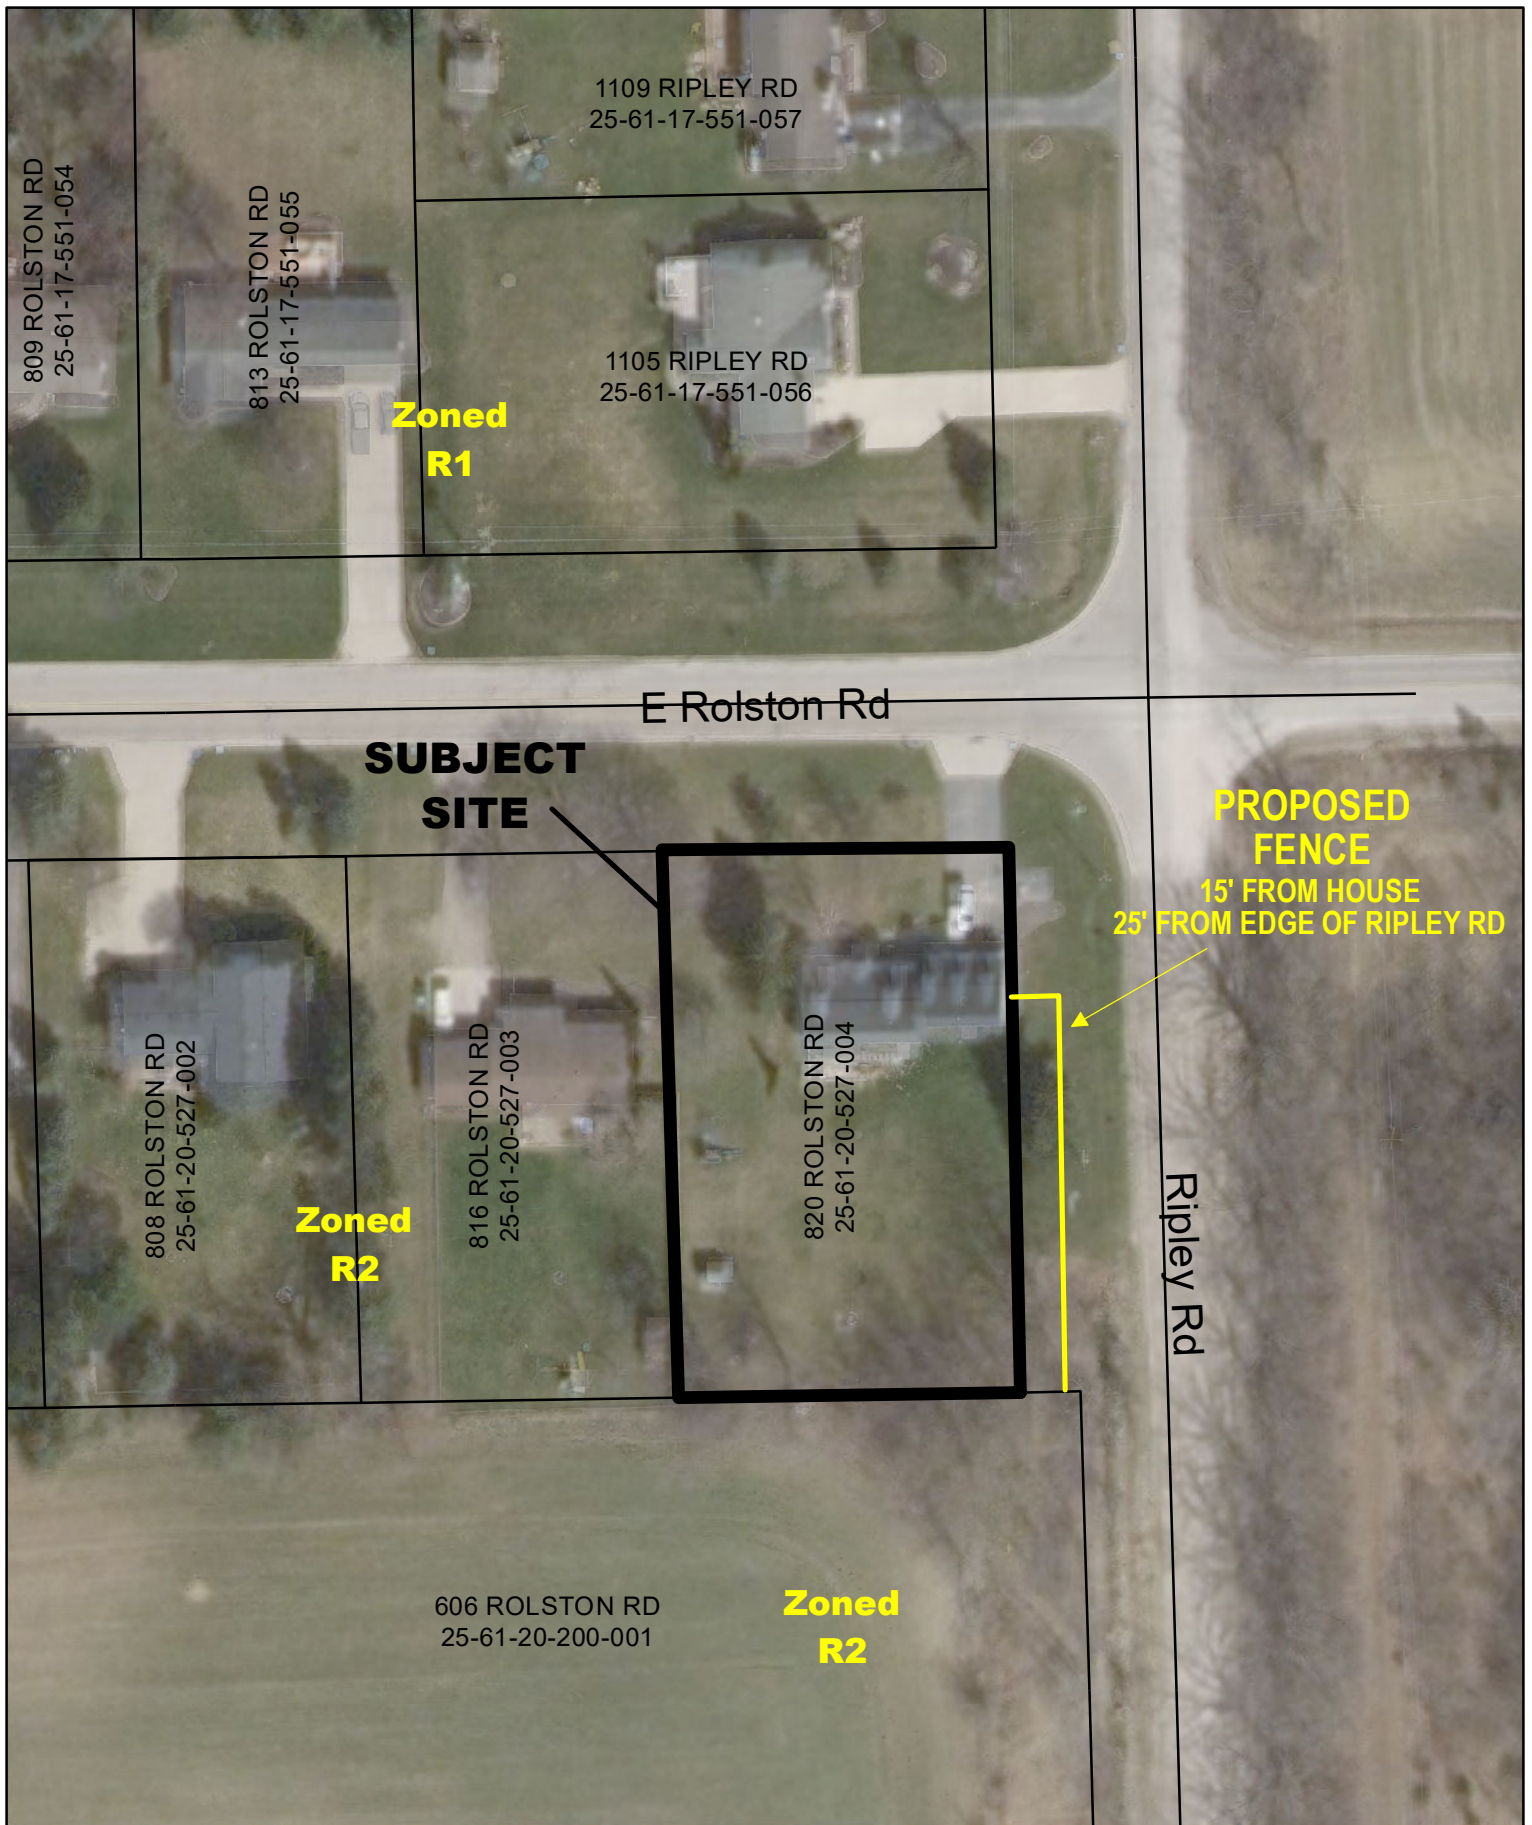 1109 RIPLEY RD
25-61-17-551-057
809 ROLSTON RD
25-61-17-551-054
813 ROLSTON RD
25-61-17-551-055
1105 RIPLEY RD
25-61-17-551-056
Zoned
R1
E Rolston Rd
SUBJECT
SITE
PROPOSED
FENCE
15' FROM HOUSE
25' FROM EDGE OF RIPLEY RD
808 ROLSTON RD
25-61-20-527-002
816 ROLSTON RD
25-61-20-527-003
820 ROLSTON RD
25-61-20-527-004
Zoned
R2
Ripley Rd
606 ROLSTON RD
25-61-20-200-001
Zoned
R2